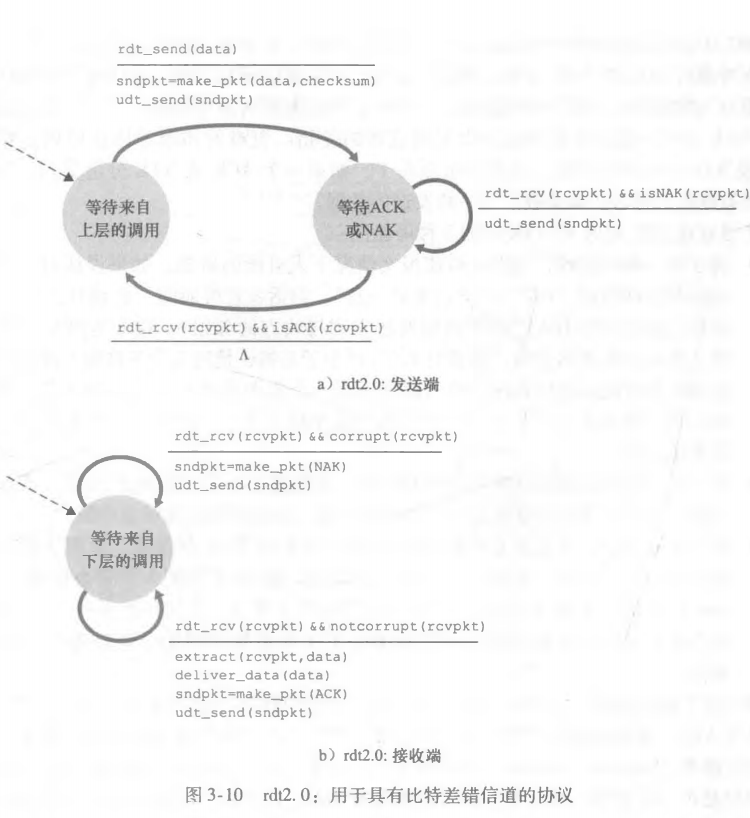 rdt_send(data)
sndpkt=make_pkt(data,checksum)
udt_send(sndpkt)
等待来自
上层的调用
等待ACK
或NAK
rdt_rcv(rcvpkt) && isNAK(rcvpkt)
udt_send(sndpkt)
rdt_rcv(rcvpkt) && isACK(rcvpkt)
Λ
a）rdt2.0: 发送端
rdt_rcv(rcvpkt) && corrupt(rcvpkt)
sndpkt=make_pkt(NAK)
udt_send(sndpkt)
等待来自
下层的调用
rdt_rcv(rcvpkt) && notcorrupt(rcvpkt)
extract(rcvpkt,data)
deliver_data(data)
sndpkt=make_pkt(ACK)
udt_send(sndpkt)
b）rdt2.0: 接收端
图 3-10 rdt2. 0：用于具有比特差错信道的协议